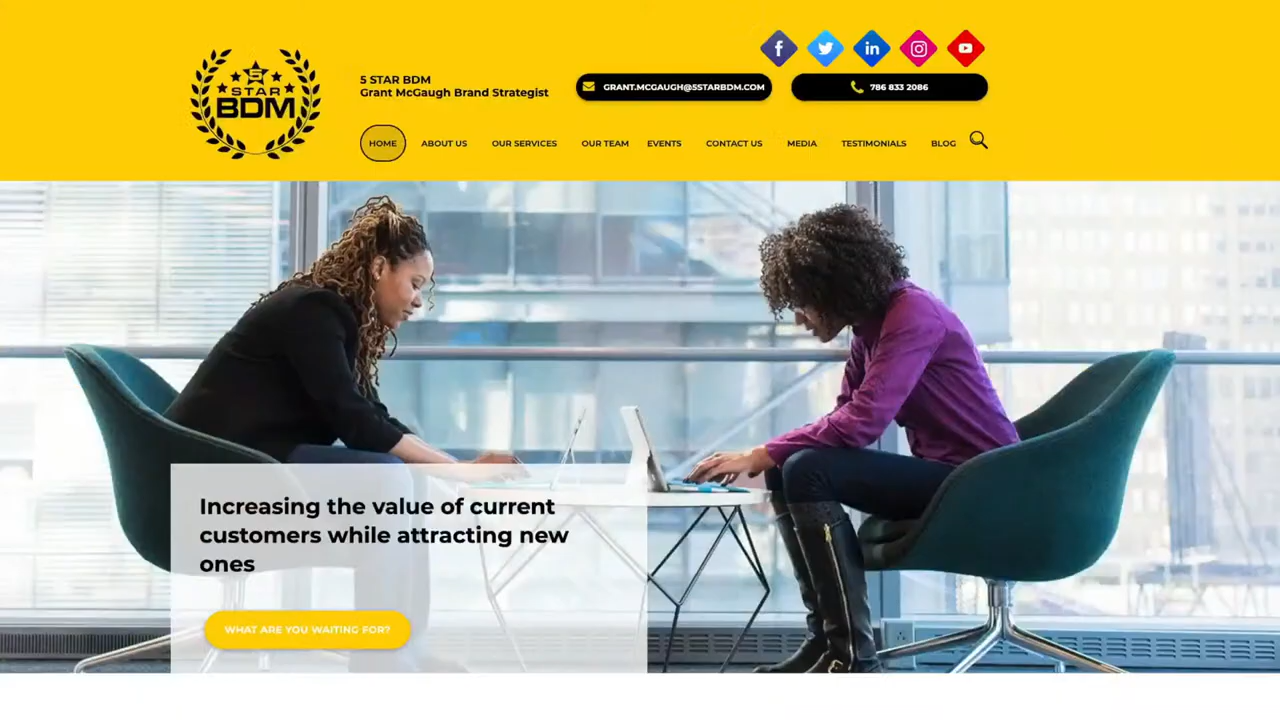 5
STAR
BDM
5 STAR BDM
Grant McGaugh Brand Strategist
GRANT.MCGAUGH@5STARBDM.COM
786 833 2086
HOME
ABOUT US
OUR SERVICES
OUR TEAM
EVENTS
CONTACT US
MEDIA
TESTIMONIALS
BLOG
Increasing the value of current
customers while attracting new
ones
WHAT ARE YOU WAITING FOR?